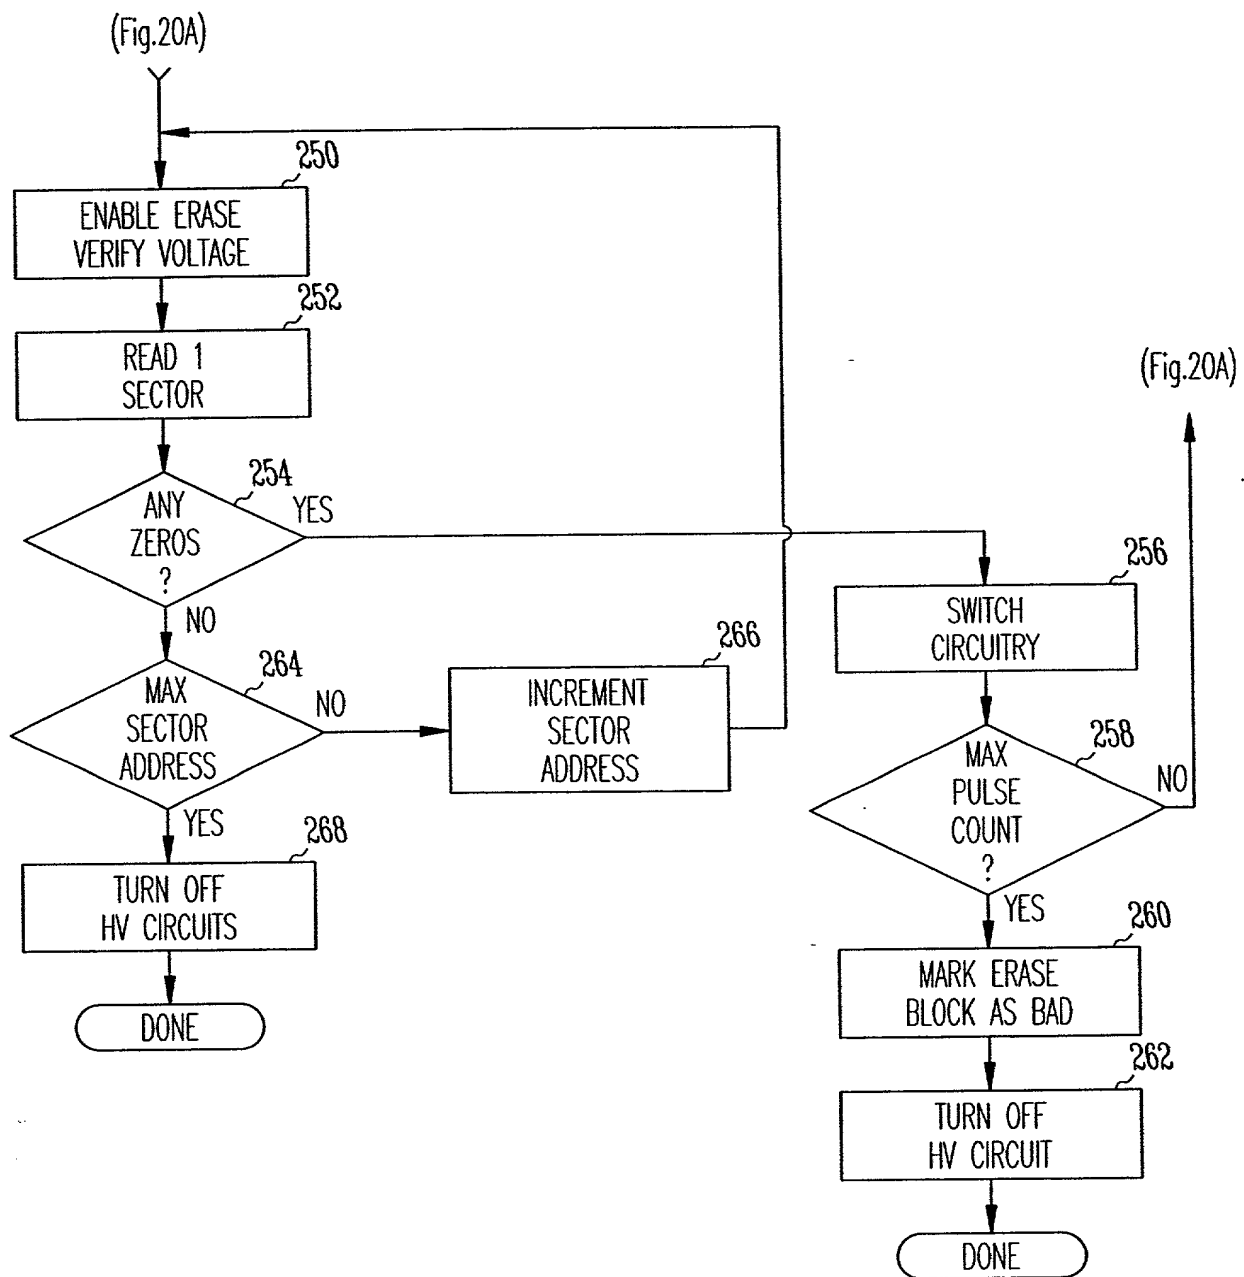 (Fig.20A)
250
ENABLE ERASE
VERIFY VOLTAGE
252
READ 1
SECTOR
254
ANY
ZEROS
?
YES
NO
264
MAX
SECTOR
ADDRESS
NO
YES
266
INCREMENT
SECTOR
ADDRESS
268
TURN OFF
HV CIRCUITS
DONE
(Fig.20A)
256
SWITCH
CIRCUITRY
258
MAX
PULSE
COUNT
?
NO
YES
260
MARK ERASE
BLOCK AS BAD
262
TURN OFF
HV CIRCUIT
DONE